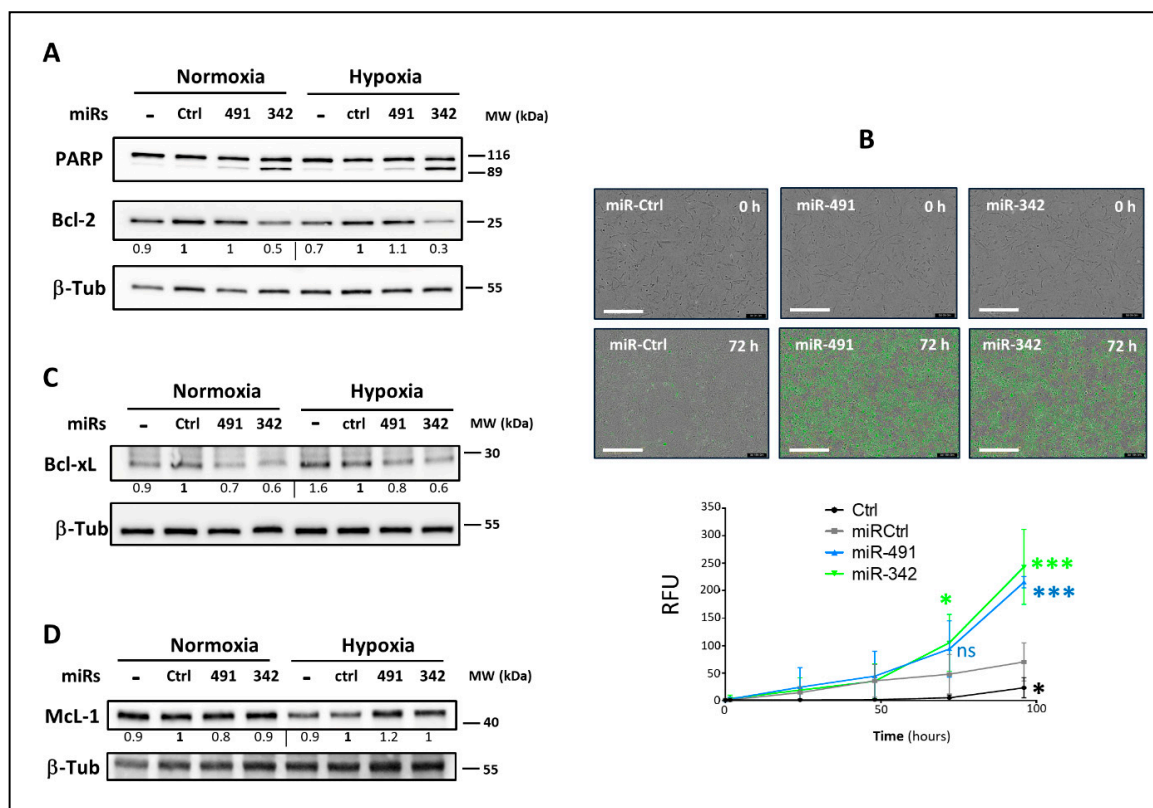 A
Normoxia Hypoxia
miRs - Ctrl 491 342 - ctrl 491 342 MW (kDa)
PARP 116
89
Bcl-2 25
0.9 1 1 0.5 0.7 1 1.1 0.3
β-Tub 55
B
miR-Ctrl 0 h miR-491 0 h miR-342 0 h
miR-Ctrl 72 h miR-491 72 h miR-342 72 h
C
Normoxia Hypoxia
miRs - Ctrl 491 342 - ctrl 491 342 MW (kDa)
Bcl-xL 30
0.9 1 0.7 0.6 1.6 1 0.8 0.6
β-Tub 55
D
Normoxia Hypoxia
miRs - Ctrl 491 342 - ctrl 491 342 MW (kDa)
McL-1 40
0.9 1 0.8 0.9 0.9 1 1.2 1
β-Tub 55
Ctrl
miRCtrl
miR-491
miR-342
RFU
350
300
250
200
150
100
50
0
* *** *** ns *
0 50 100
Time (hours)